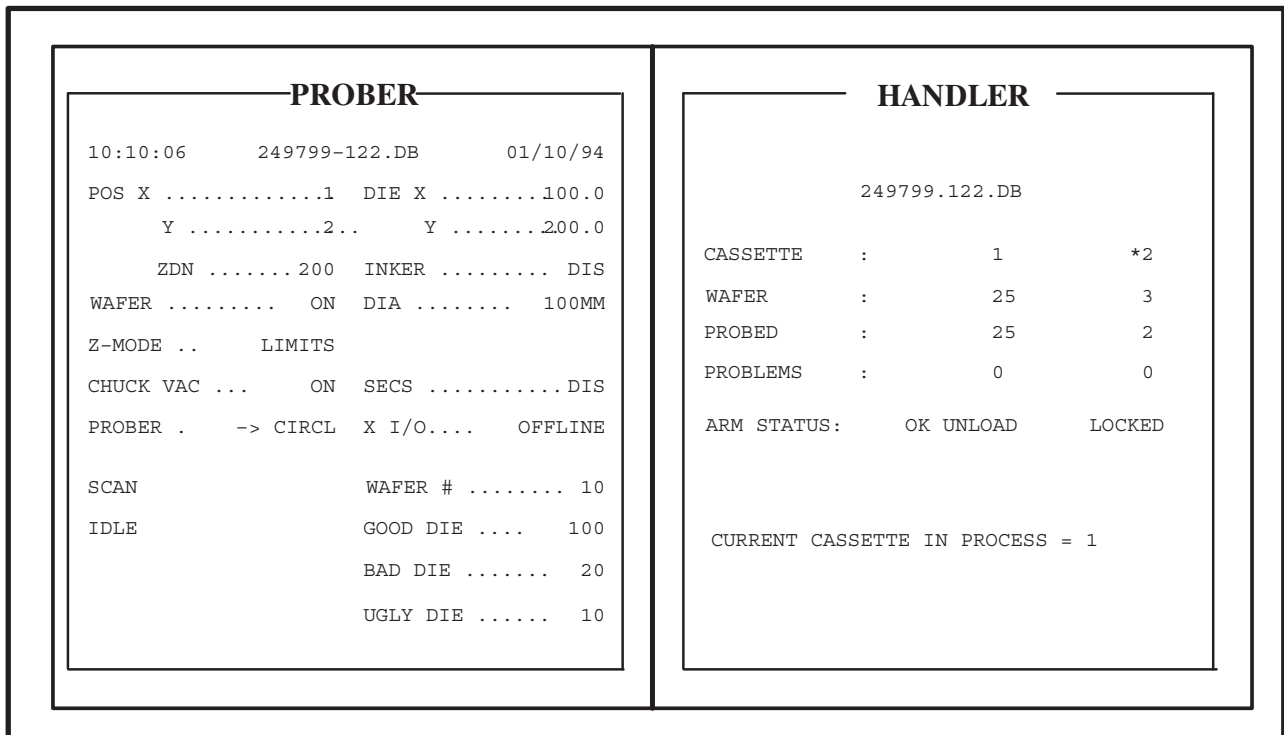 PROBER
10:10:06 249799-122.DB 01/10/94
POS X .............1 DIE X .........100.0
Y ...........2.. Y .........200.0
ZDN .......200 INKER ......... DIS
WAFER ......... ON DIA ........ 100MM
Z-MODE .. LIMITS
CHUCK VAC ... ON SECS ...........DIS
PROBER . -> CIRCL X I/O.... OFFLINE
SCAN WAFER # ........ 10
IDLE GOOD DIE .... 100
BAD DIE ....... 20
UGLY DIE ...... 10
HANDLER
249799.122.DB
CASSETTE : 1 *2
WAFER : 25 3
PROBED : 25 2
PROBLEMS : 0 0
ARM STATUS: OK UNLOAD LOCKED
CURRENT CASSETTE IN PROCESS = 1